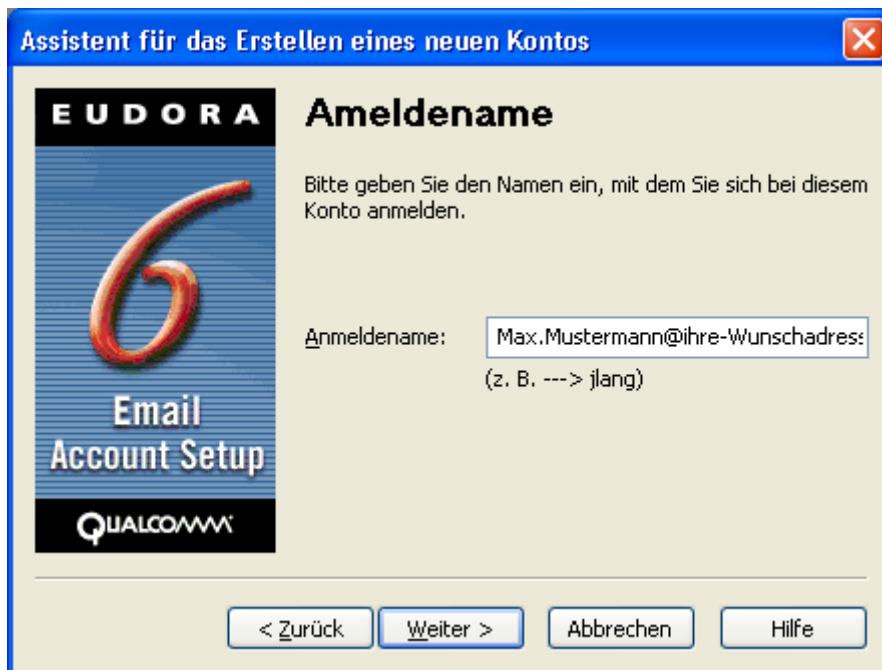 Assistent für das Erstellen eines neuen Kontos
EUDORA
6
Email
Account Setup
QUALCOMM
Ameldename
Bitte geben Sie den Namen ein, mit dem Sie sich bei diesem
Konto anmelden.
Anmeldename:
Max.Mustermann@ihre-Wunschadress
(z. B. ---> jlang)
< Zurück
Weiter >
Abbrechen
Hilfe